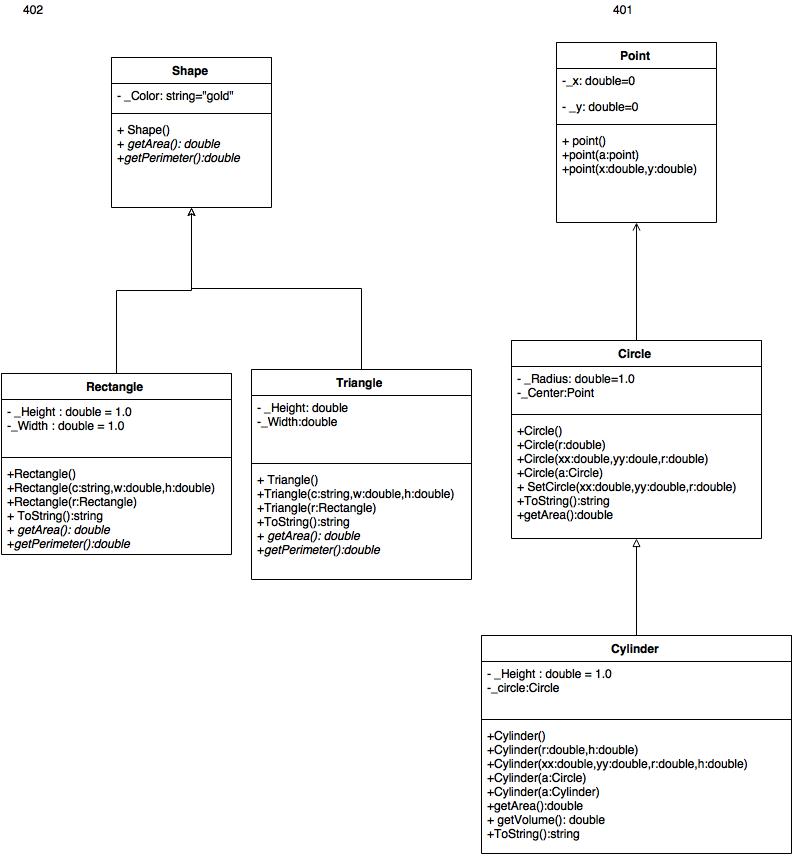 402
401
Shape
- _Color: string="gold"
+ Shape()
+ getArea(): double
+getPerimeter():double
Point
-_x: double=0
- _y: double=0
+ point()
+point(a:point)
+point(x:double,y:double)
Rectangle
- _Height : double = 1.0
-_Width : double = 1.0
+Rectangle()
+Rectangle(c:string,w:double,h:double)
+Rectangle(r:Rectangle)
+ ToString():string
+ getArea(): double
+getPerimeter():double
Triangle
- _Height: double
-_Width:double
+ Triangle()
+Triangle(c:string,w:double,h:double)
+Triangle(r:Rectangle)
+ToString():string
+ getArea(): double
+getPerimeter():double
Circle
- _Radius: double=1.0
-_Center:Point
+Circle()
+Circle(r:double)
+Circle(xx:double,yy:doule,r:double)
+Circle(a:Circle)
+ SetCircle(xx:double,yy:double,r:double)
+ToString():string
+getArea():double
Cylinder
- _Height : double = 1.0
-_circle:Circle
+Cylinder()
+Cylinder(r:double,h:double)
+Cylinder(xx:double,yy:double,r:double,h:double)
+Cylinder(a:Circle)
+Cylinder(a:Cylinder)
+getArea():double
+ getVolume(): double
+ToString():string